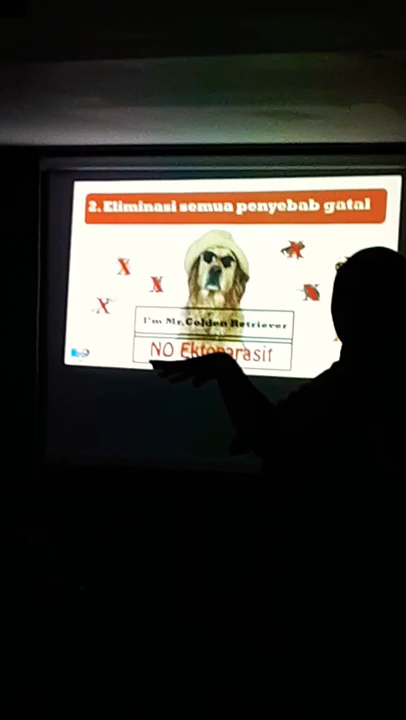 2. Eliminasi semua penyebab gatal
X
X
X
X
X
I'm Mr.Golden Retriever
NO Ektoparasit